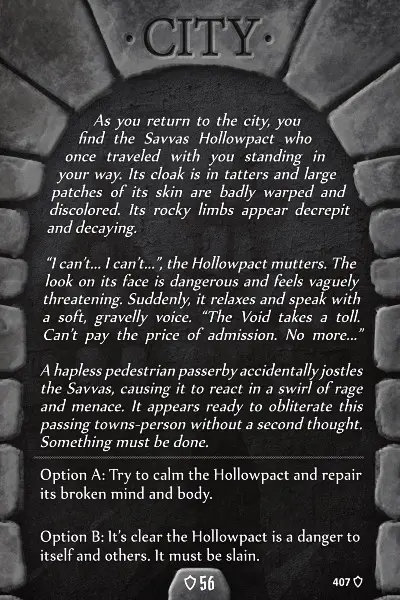 ·CITY·
As you return to the city, you
find the Savvas Hollowpact who
once traveled with you standing in
your way. Its cloak is in tatters and large
patches of its skin are badly warped and
discolored. Its rocky limbs appear decrepit
and decaying.
“I can’t... I can’t...”, the Hollowpact mutters. The
look on its face is dangerous and feels vaguely
threatening. Suddenly, it relaxes and speak with
a soft, gravelly voice. “The Void takes a toll.
Can’t pay the price of admission. No more...”
A hapless pedestrian passerby accidentally jostles
the Savvas, causing it to react in a swirl of rage
and menace. It appears ready to obliterate this
passing towns-person without a second thought.
Something must be done.
Option A: Try to calm the Hollowpact and repair
its broken mind and body.
Option B: It’s clear the Hollowpact is a danger to
itself and others. It must be slain.
56
407